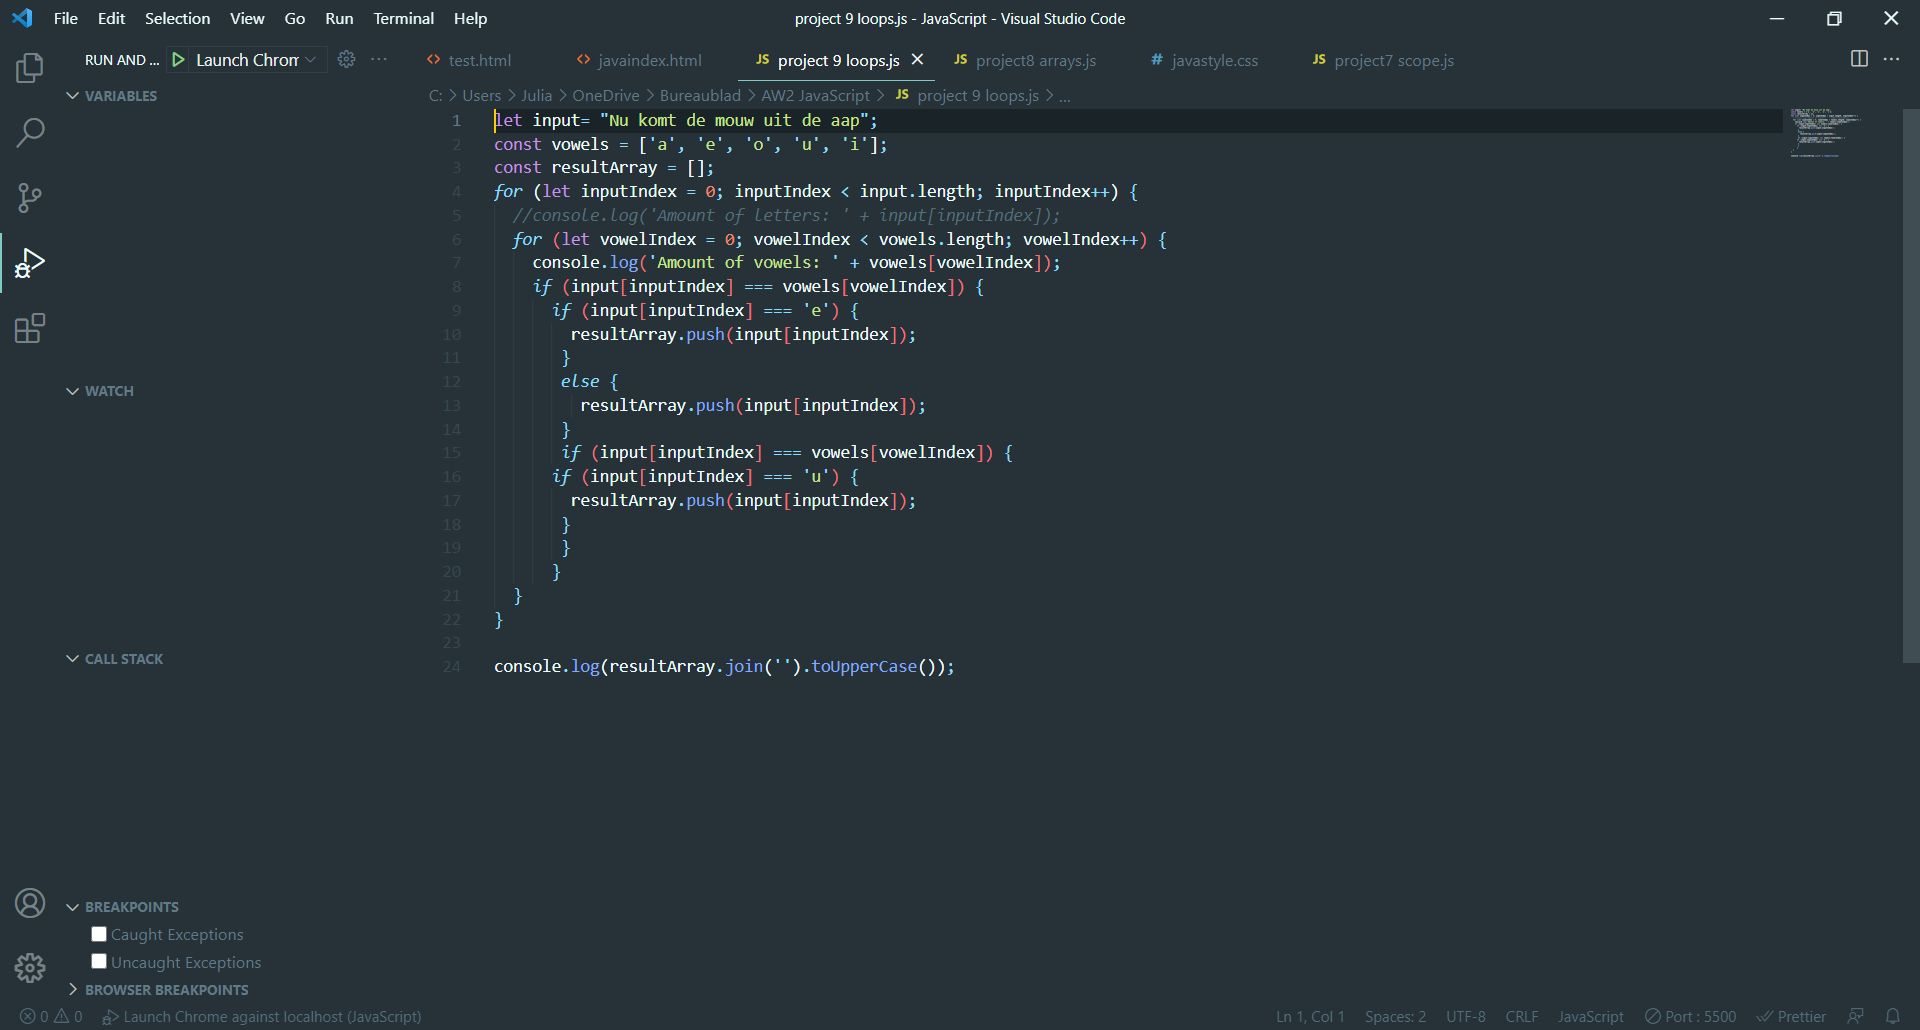 File Edit Selection View Go Run Terminal Help
project 9 loops.js - JavaScript - Visual Studio Code
RUN AND ... Launch Chrom
test.html javaindex.html JS project 9 loops.js JS project8 arrays.js # javastyle.css JS project7 scope.js
VARIABLES
C: > Users > Julia > OneDrive > Bureaublad > AW2 JavaScript > JS project 9 loops.js > ...
1 let input= "Nu komt de mouw uit de aap";
2 const vowels = ['a', 'e', 'o', 'u', 'i'];
3 const resultArray = [];
4 for (let inputIndex = 0; inputIndex < input.length; inputIndex++) {
5 //console.log('Amount of letters: ' + input[inputIndex]);
6 for (let vowelIndex = 0; vowelIndex < vowels.length; vowelIndex++) {
7 console.log('Amount of vowels: ' + vowels[vowelIndex]);
8 if (input[inputIndex] === vowels[vowelIndex]) {
9 if (input[inputIndex] === 'e') {
10 resultArray.push(input[inputIndex]);
11 }
12 else {
13 resultArray.push(input[inputIndex]);
14 }
15 if (input[inputIndex] === vowels[vowelIndex]) {
16 if (input[inputIndex] === 'u') {
17 resultArray.push(input[inputIndex]);
18 }
19 }
20 }
21 }
22 }
23
24 console.log(resultArray.join('').toUpperCase());
WATCH
CALL STACK
BREAKPOINTS
Caught Exceptions
Uncaught Exceptions
BROWSER BREAKPOINTS
0 0 Launch Chrome against localhost (JavaScript) Ln 1, Col 1 Spaces: 2 UTF-8 CRLF JavaScript Port : 5500 Prettier